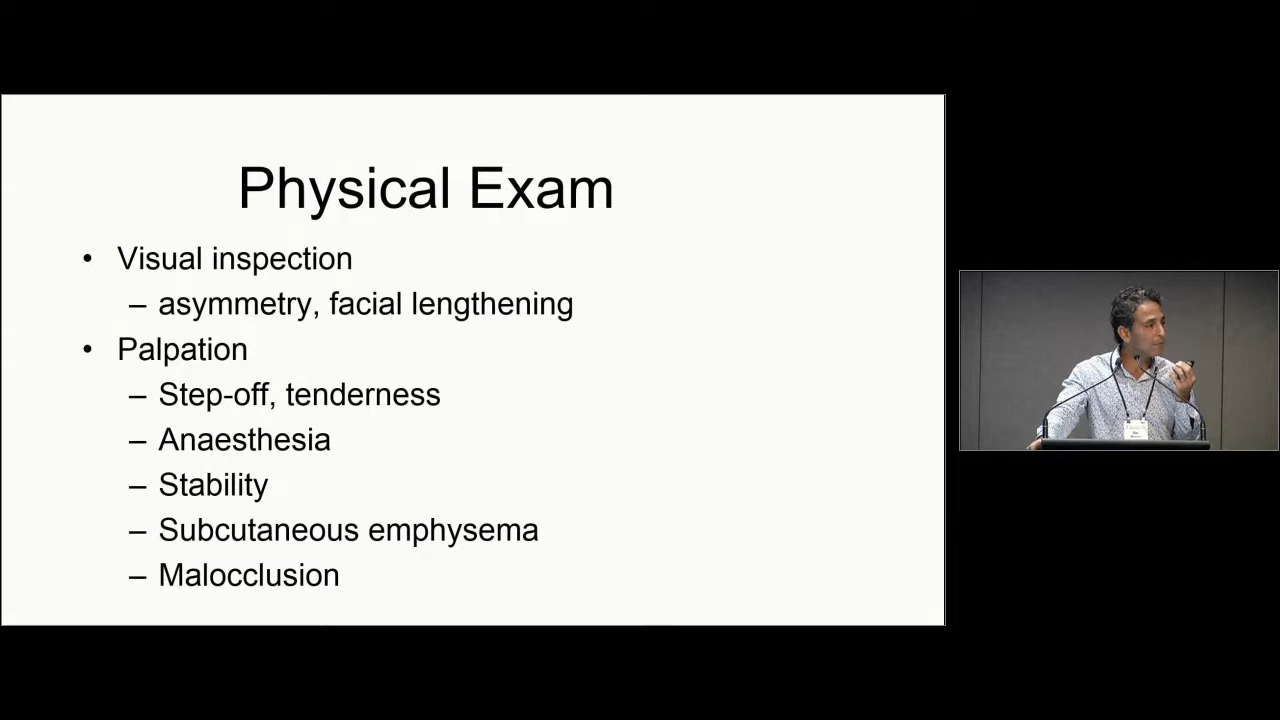 Physical Exam
• Visual inspection
– asymmetry, facial lengthening
• Palpation
– Step-off, tenderness
– Anaesthesia
– Stability
– Subcutaneous emphysema
– Malocclusion